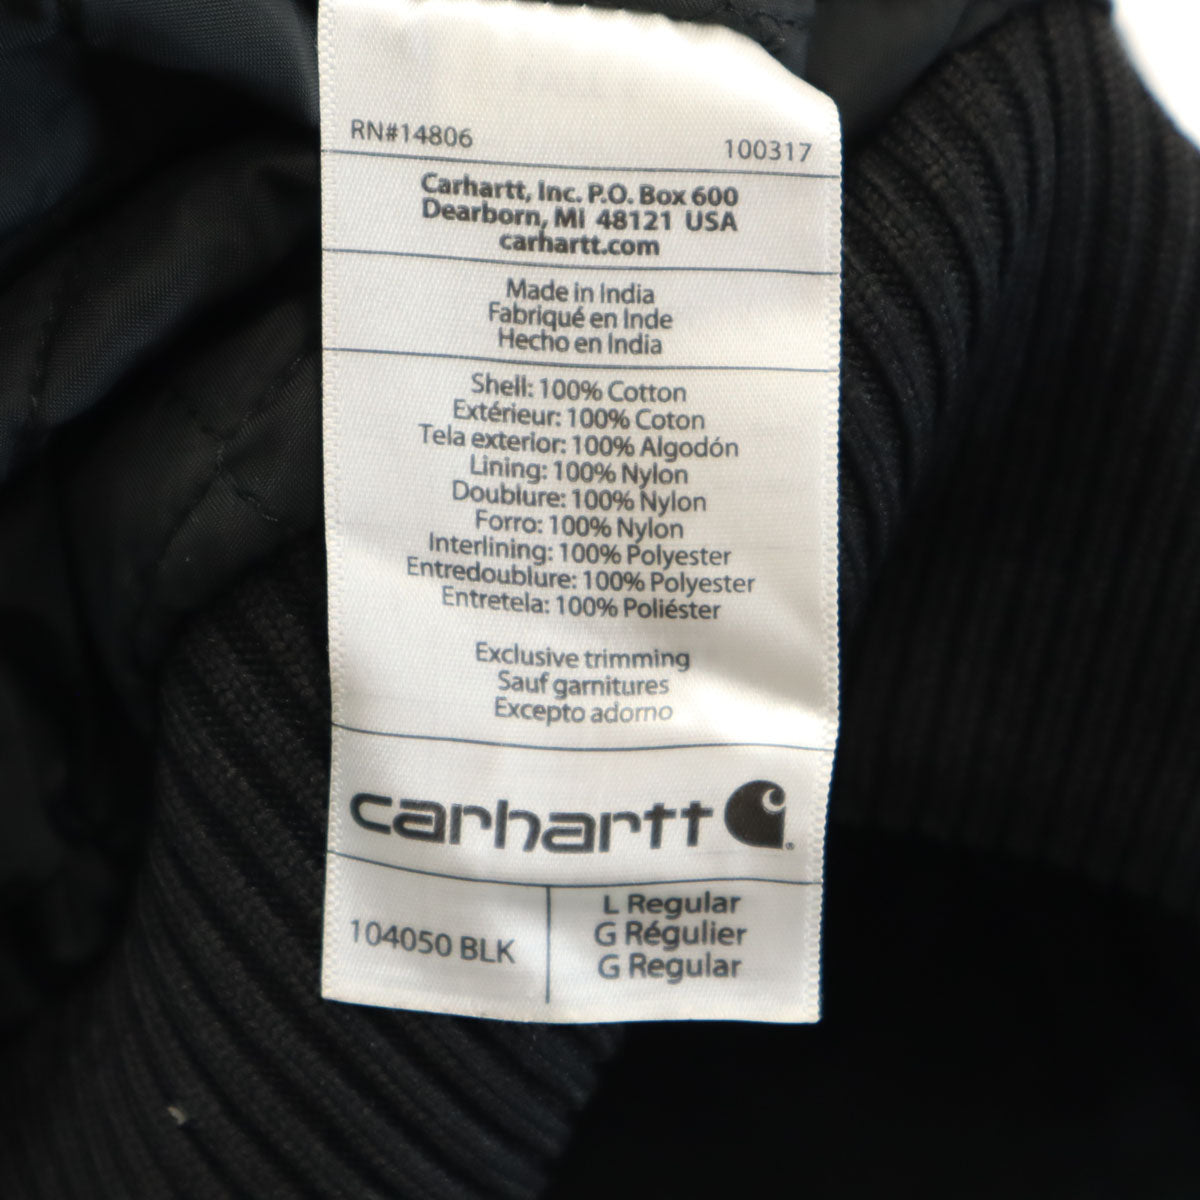 RN#14806 100317
Carhartt, Inc. P.O. Box 600
Dearborn, MI 48121 USA
carhartt.com
Made in India
Fabriqué en Inde
Hecho en India
Shell: 100% Cotton
Extérieur: 100% Coton
Tela exterior: 100% Algodón
Lining: 100% Nylon
Doublure: 100% Nylon
Forro: 100% Nylon
Interlining: 100% Polyester
Entredoublure: 100% Polyester
Entretela: 100% Poliéster
Exclusive trimming
Sauf garnitures
Excepto adorno
carhartt
104050 BLK
L Regular
G Régulier
G Regular